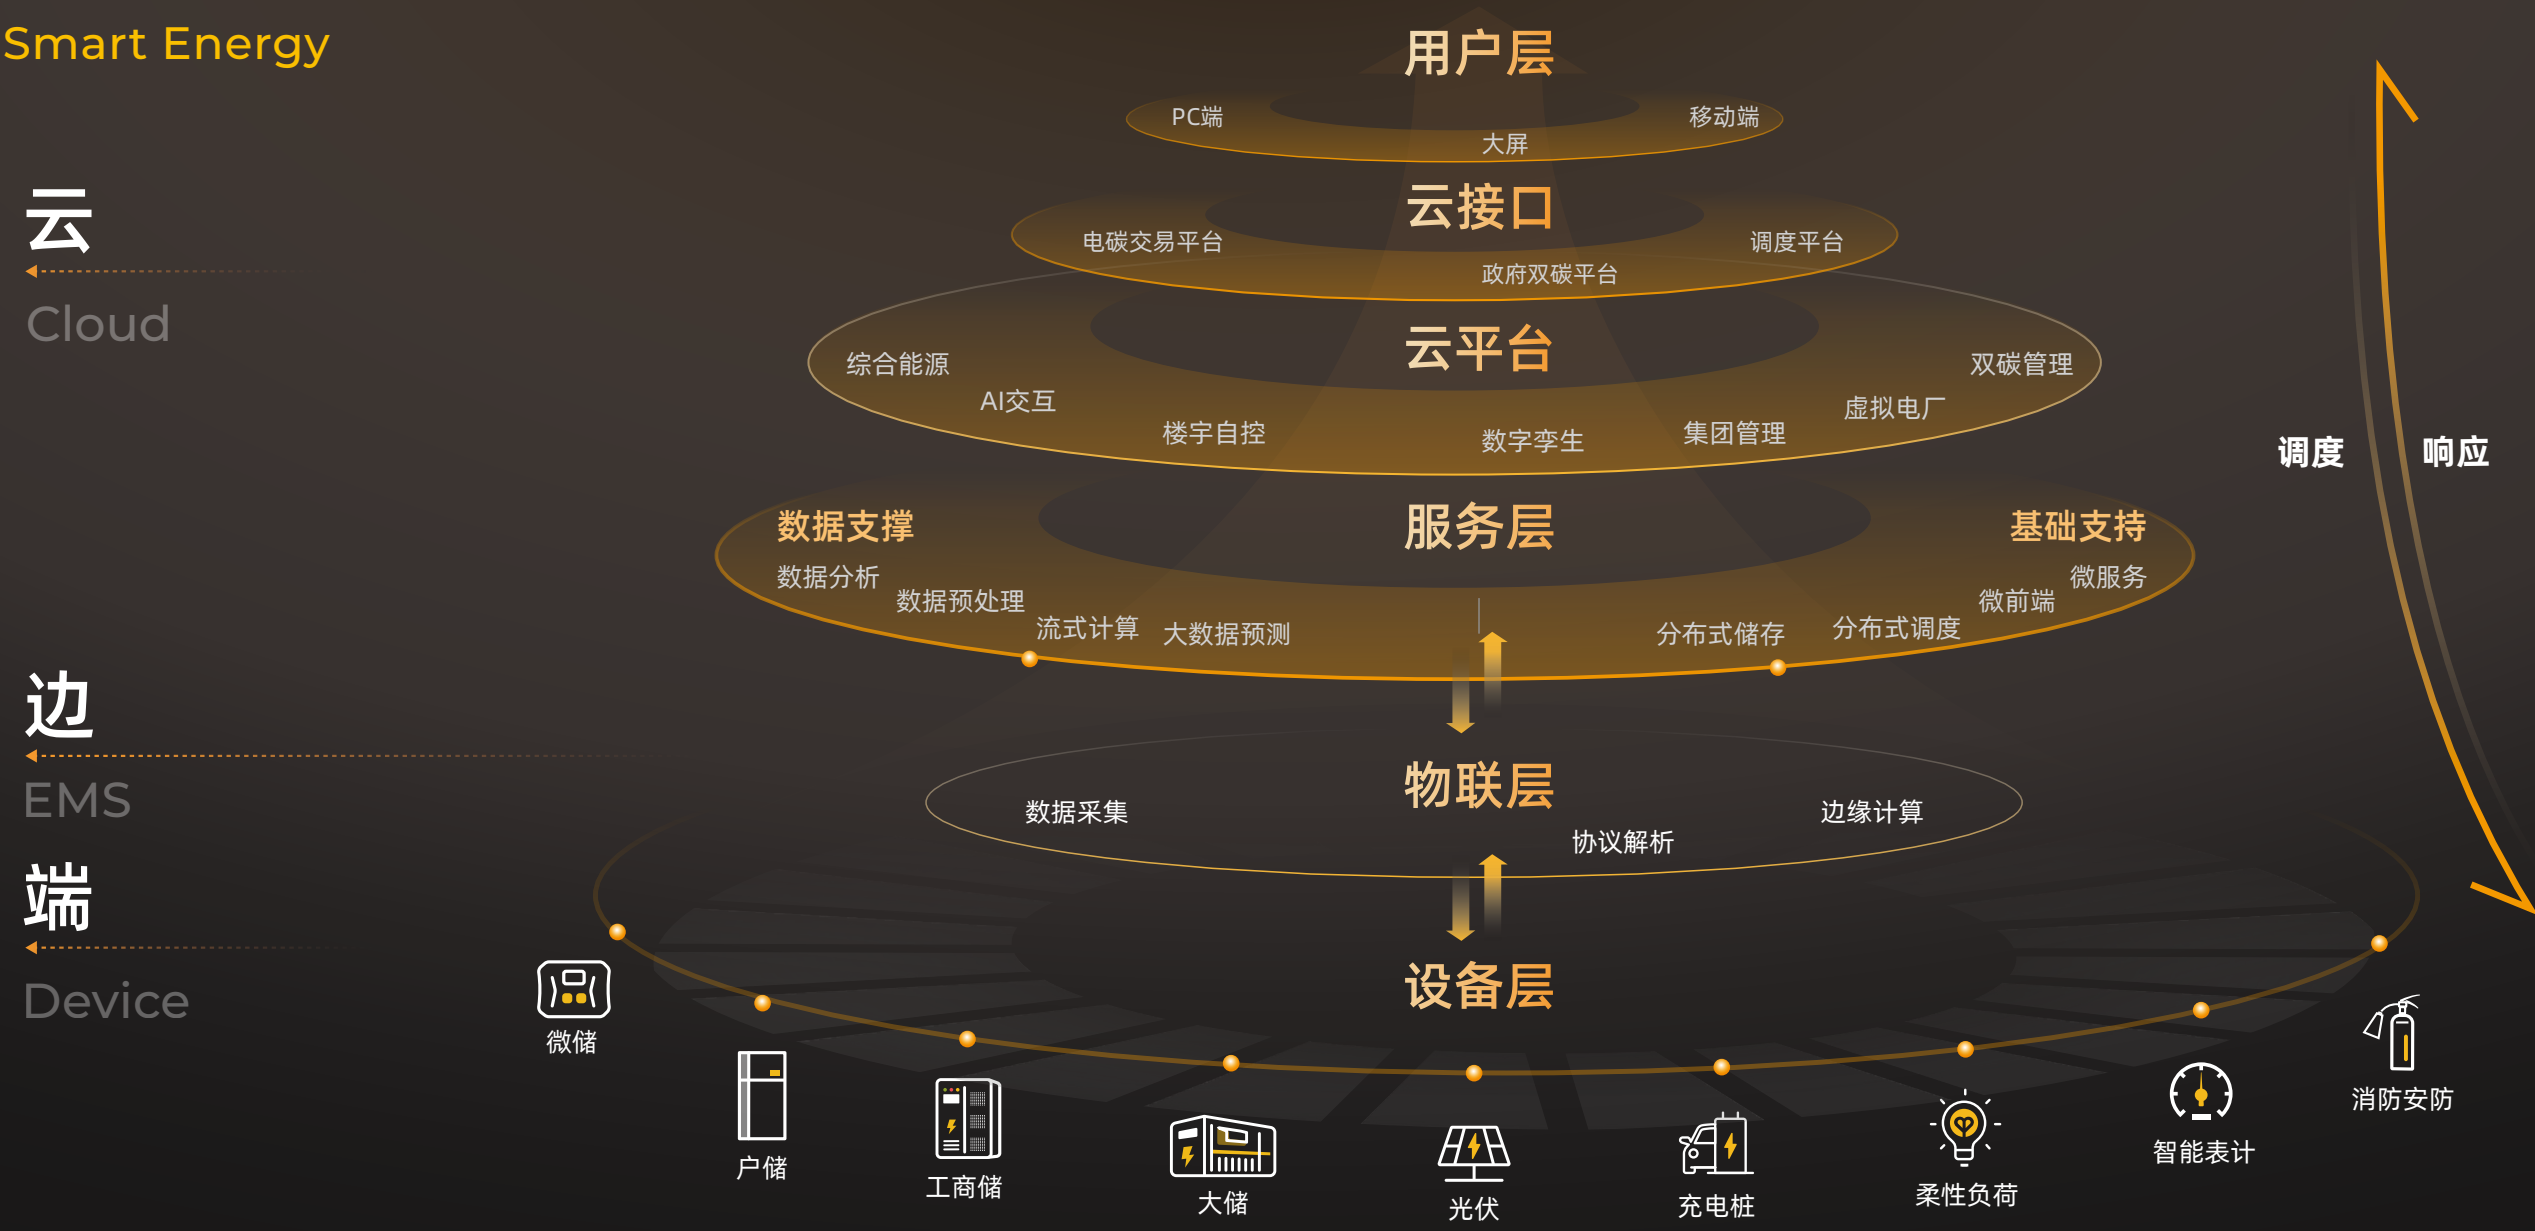 Smart Energy
用户层
PC端
移动端
大屏
云
Cloud
云接口
电碳交易平台
调度平台
政府双碳平台
云平台
综合能源
双碳管理
AI交互
虚拟电厂
楼宇自控
数字孪生
集团管理
调度
响应
服务层
数据支撑
基础支持
数据分析
微服务
数据预处理
微前端
流式计算
大数据预测
分布式储存
分布式调度
边
EMS
物联层
数据采集
边缘计算
协议解析
端
Device
设备层
微储
户储
工商储
大储
光伏
充电桩
柔性负荷
智能表计
消防安防